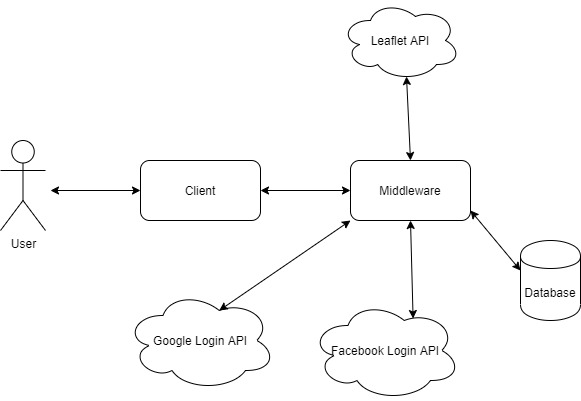 Leaflet API
Client
Middleware
User
Database
Google Login API
Facebook Login API